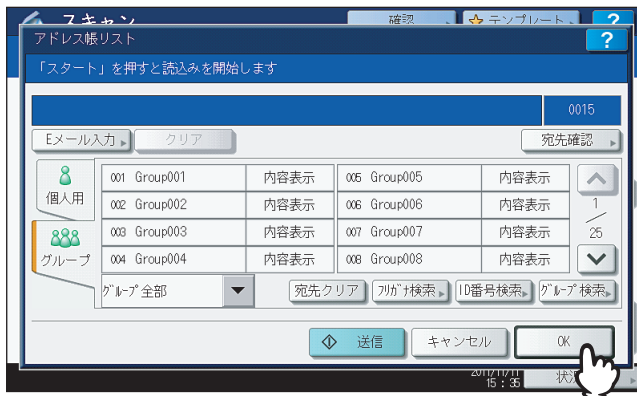 スキャン 確認 テンプレート ?
アドレス帳リスト ?
「スタート」を押すと読込みを開始します
0015
Eメール入力 クリア 宛先確認
個人用
グループ
001 Group001 内容表示 005 Group005 内容表示
002 Group002 内容表示 006 Group006 内容表示
003 Group003 内容表示 007 Group007 内容表示
004 Group004 内容表示 008 Group008 内容表示
1/25
グループ全部 宛先クリア フリガナ検索 ID番号検索 グループ検索
送信 キャンセル OK
2011/11/11
15:35 状況